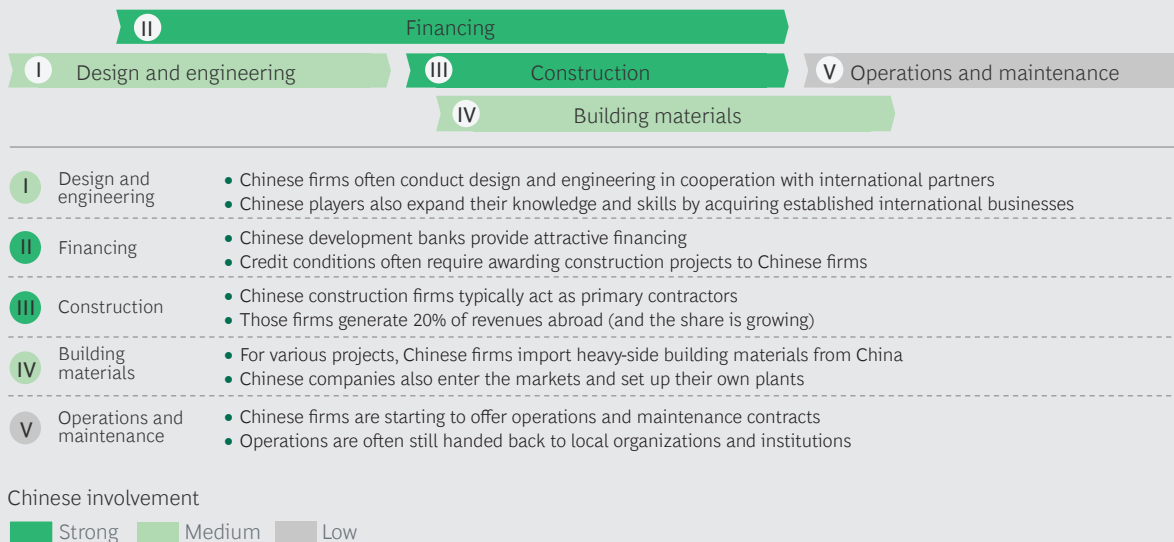 II Financing
I Design and engineering III Construction V Operations and maintenance
IV Building materials
I Design and
engineering
• Chinese firms often conduct design and engineering in cooperation with international partners
• Chinese players also expand their knowledge and skills by acquiring established international businesses
II Financing
• Chinese development banks provide attractive financing
• Credit conditions often require awarding construction projects to Chinese firms
III Construction
• Chinese construction firms typically act as primary contractors
• Those firms generate 20% of revenues abroad (and the share is growing)
IV Building
materials
• For various projects, Chinese firms import heavy-side building materials from China
• Chinese companies also enter the markets and set up their own plants
V Operations and
maintenance
• Chinese firms are starting to offer operations and maintenance contracts
• Operations are often still handed back to local organizations and institutions
Chinese involvement
Strong Medium Low